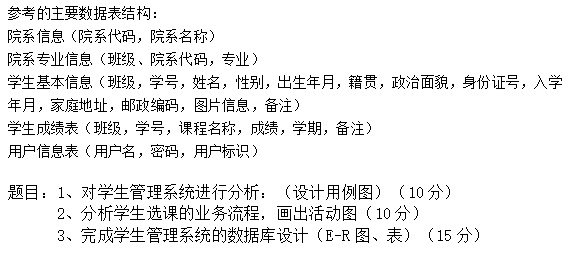 参考的主要数据表结构：
院系信息（院系代码，院系名称）
院系专业信息（班级、院系代码，专业）
学生基本信息（班级，学号，姓名，性别，出生年月，籍贯，政治面貌，身份证号，入学
年月，家庭地址，邮政编码，图片信息，备注）
学生成绩表（班级，学号，课程名称，成绩，学期，备注）
用户信息表（用户名，密码，用户标识）
题目：1、对学生管理系统进行分析：（设计用例图）（10分）
2、分析学生选课的业务流程，画出活动图（10分）
3、完成学生管理系统的数据库设计（E-R图、表）（15分）